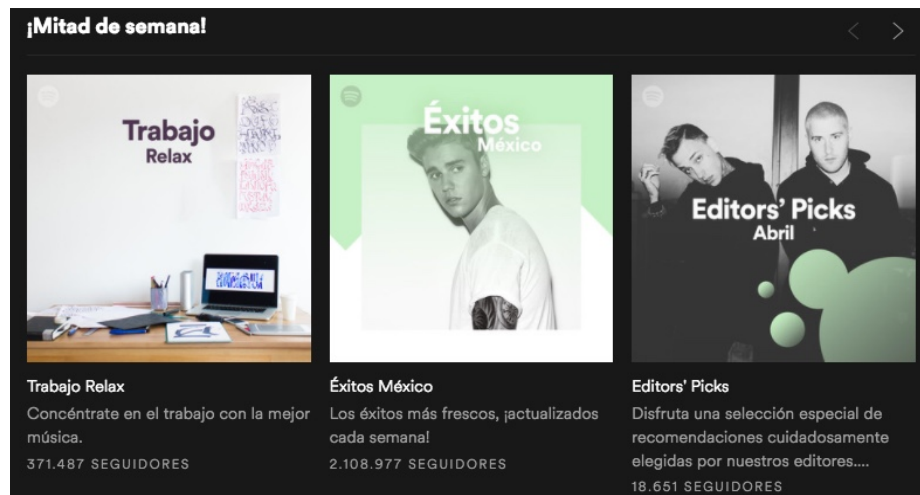 ¡Mitad de semana!
Trabajo
Relax
Éxitos
México
Editors' Picks
Abril
Trabajo Relax
Concéntrate en el trabajo con la mejor
música.
371.487 SEGUIDORES
Éxitos México
Los éxitos más frescos, ¡actualizados
cada semana!
2.108.977 SEGUIDORES
Editors' Picks
Disfruta una selección especial de
recomendaciones cuidadosamente
elegidas por nuestros editores....
18.651 SEGUIDORES